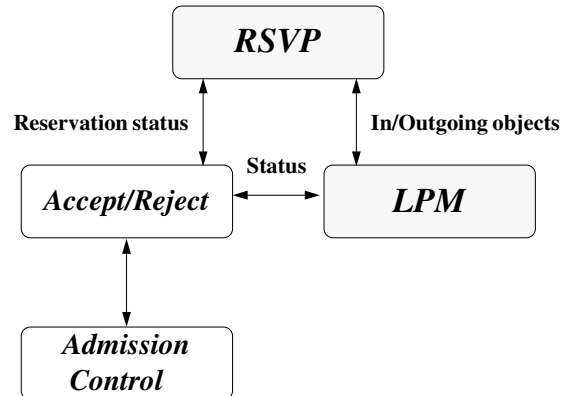 RSVP
Reservation status
In/Outgoing objects
Status
Accept/Reject
LPM
Admission
Control